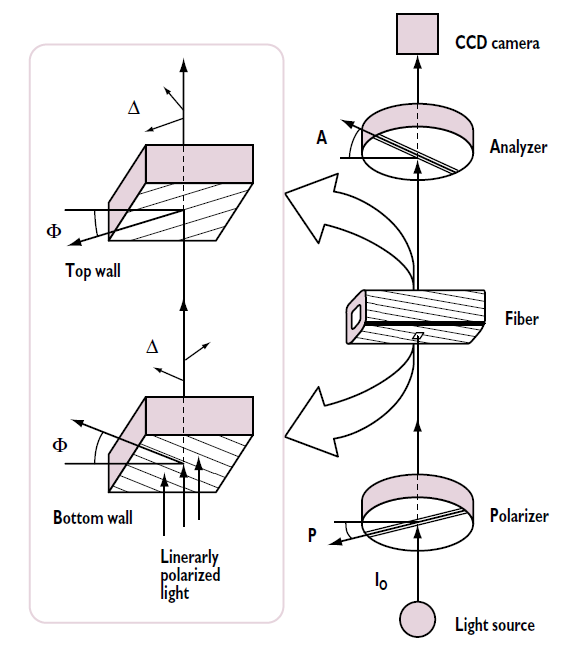 CCD camera
Δ
A
Analyzer
Φ
Top wall
Fiber
Δ
Φ
Bottom wall
Polarizer
P
Linerarly
polarized
light
I₀
Light source